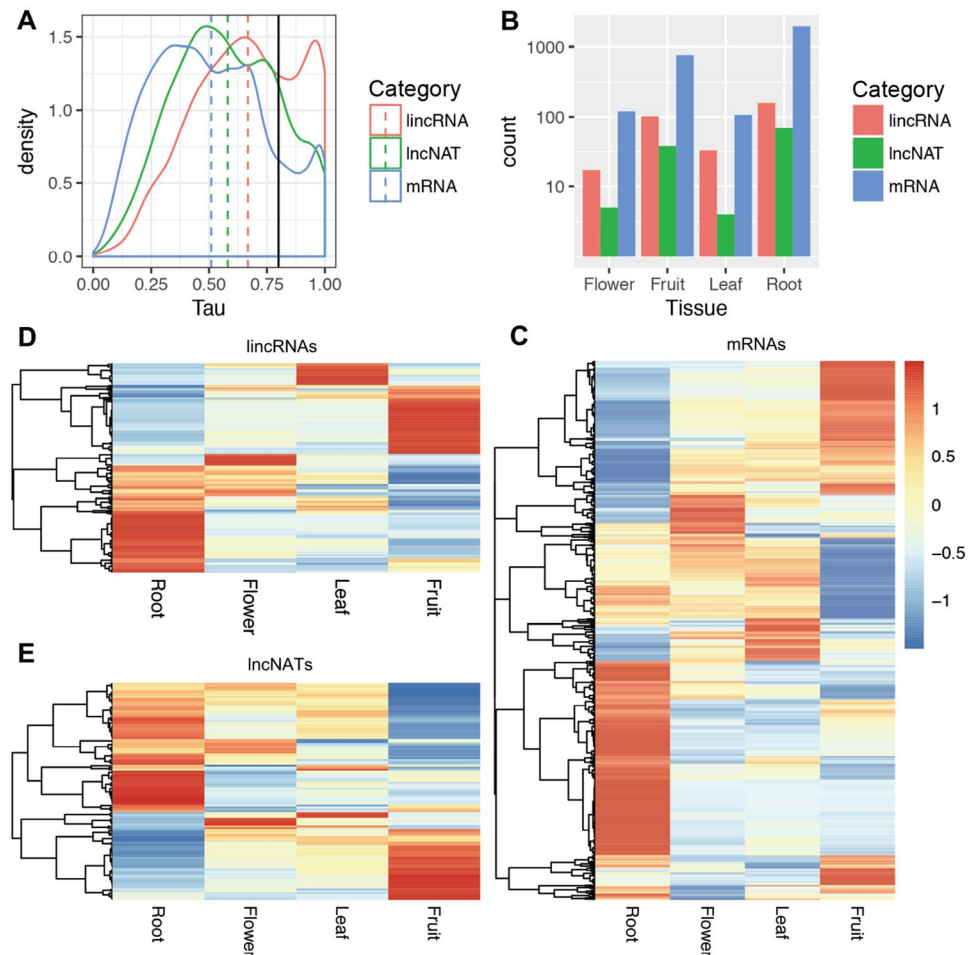 A
density
1.5
1.0
0.5
0.0
0.00 0.25 0.50 0.75 1.00
Tau
Category
lincRNA
lncNAT
mRNA
B
count
1000
100
10
Flower Fruit Leaf Root
Tissue
Category
lincRNA
lncNAT
mRNA
D
lincRNAs
Root Flower Leaf Fruit
C
mRNAs
1
0.5
0
−0.5
−1
Root Flower Leaf Fruit
E
lncNATs
Root Flower Leaf Fruit